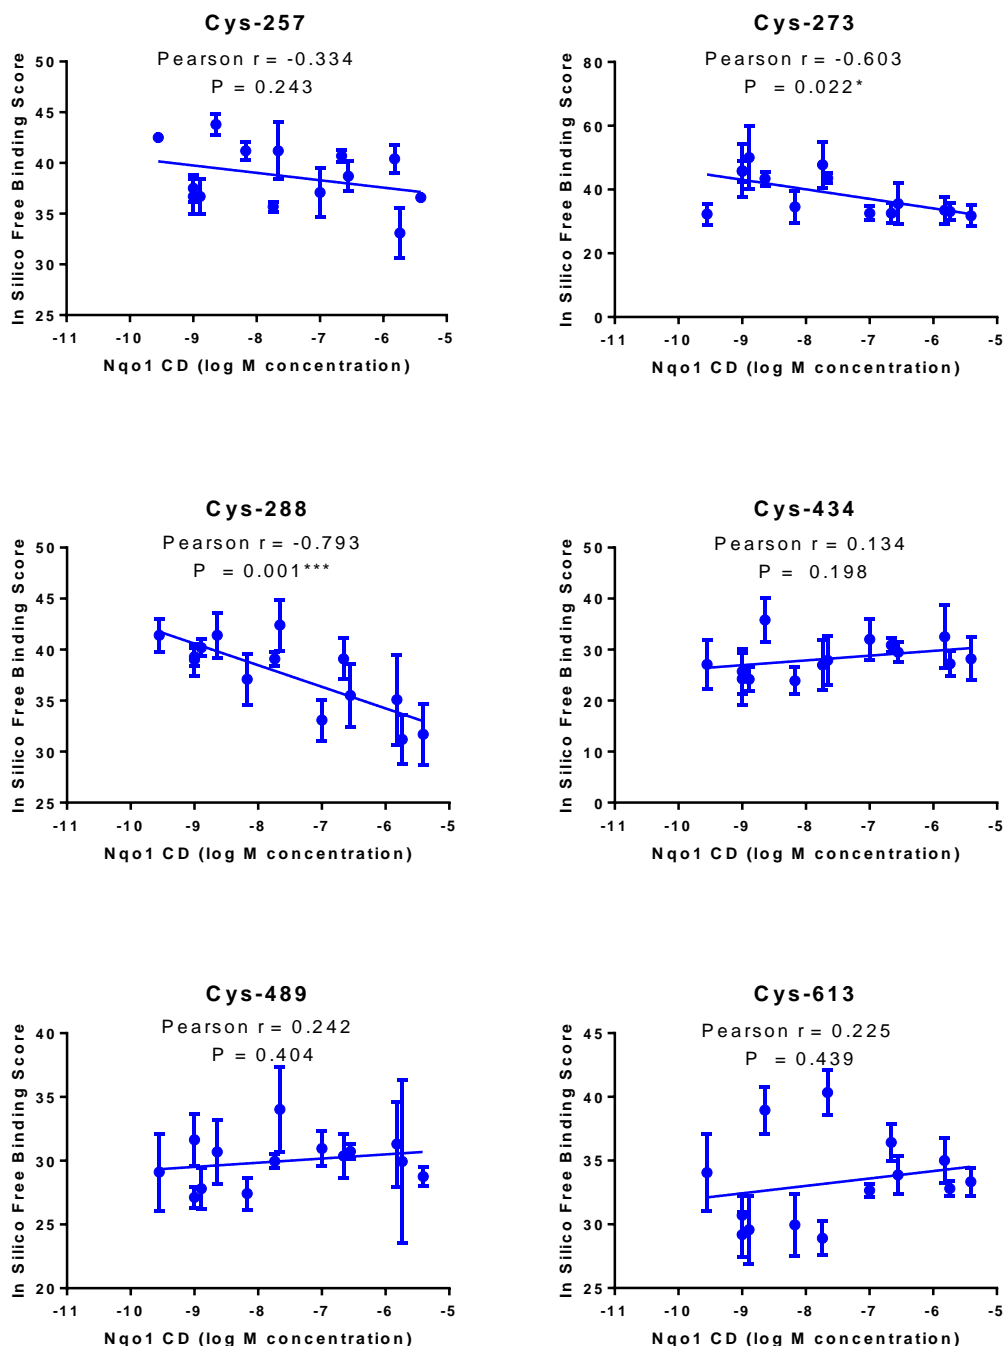 Cys-257
Pearson r = -0.334
P = 0.243
In Silico Free Binding Score
50
45
40
35
30
25
-11 -10 -9 -8 -7 -6 -5
Nqo1 CD (log M concentration)
Cys-273
Pearson r = -0.603
P = 0.022*
In Silico Free Binding Score
80
60
40
20
0
-11 -10 -9 -8 -7 -6 -5
Nqo1 CD (log M concentration)
Cys-288
Pearson r = -0.793
P = 0.001***
In Silico Free Binding Score
50
45
40
35
30
25
-11 -10 -9 -8 -7 -6 -5
Nqo1 CD (log M concentration)
Cys-434
Pearson r = 0.134
P = 0.198
In Silico Free Binding Score
50
40
30
20
10
0
-11 -10 -9 -8 -7 -6 -5
Nqo1 CD (log M concentration)
Cys-489
Pearson r = 0.242
P = 0.404
In Silico Free Binding Score
40
35
30
25
20
-11 -10 -9 -8 -7 -6 -5
Nqo1 CD (log M concentration)
Cys-613
Pearson r = 0.225
P = 0.439
In Silico Free Binding Score
45
40
35
30
25
-11 -10 -9 -8 -7 -6 -5
Nqo1 CD (log M concentration)